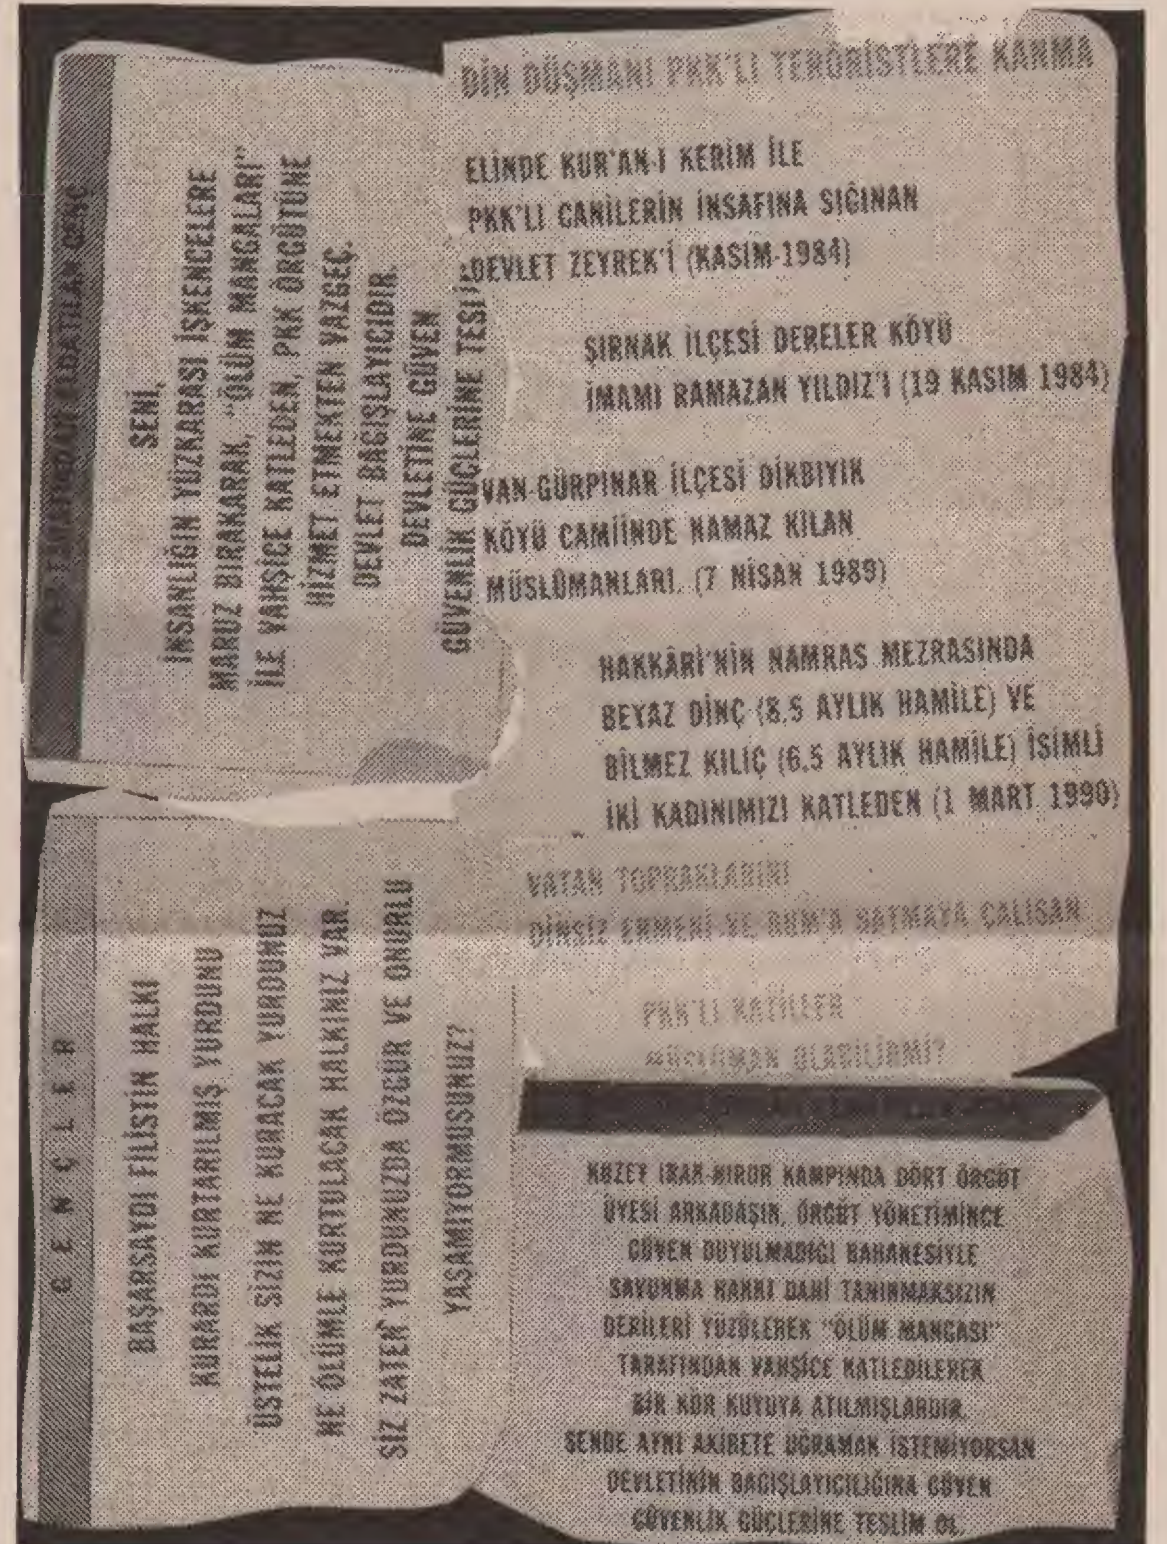 ALDATILAN GENÇ
SENİ,
İNSANLIĞIN YÜZKARASI İŞKENCELERE
MARUZ BIRAKARAK, "ÖLÜM MANGALARI"
İLE VAHŞİCE KATLEDEN, PKK ÖRGÜTÜNE
HİZMET ETMEKTEN VAZGEÇ.
DEVLET BAĞIŞLAYICIDIR.
DEVLETİNE GÜVEN
GÜVENLİK GÜÇLERİNE TESLİ
DİN DÜŞMANI PKK'LI TERÖRİSTLERE KANMA
ELİNDE KUR'AN-I KERİM İLE
PKK'LI CANİLERİN İNSAFINA SIĞINAN
DEVLET ZEYREK'İ (KASIM-1984)
ŞIRNAK İLÇESİ DERELER KÖYÜ
İMAMI RAMAZAN YILDIZ'I (19 KASIM 1984)
VAN-GÜRPINAR İLÇESİ DİKBIYIK
KÖYÜ CAMİİNDE NAMAZ KILAN
MÜSLÜMANLARI. (7 NİSAN 1989)
HAKKÂRİ'NİN NAMRAS MEZRASINDA
BEYAZ DİNÇ (8.5 AYLIK HAMİLE) VE
BİLMEZ KILIÇ (6.5 AYLIK HAMİLE) İSİMLİ
İKİ KADINIMIZI KATLEDEN (1 MART 1990)
VATAN TOPRAKLARINI
DİNSİZ ERMENİ VE RUM'A SATMAYA ÇALIŞAN
PKK'LI KATİLLER
MÜSLÜMAN OLABİLİRMİ?
GENÇLER
BAŞARSAYDI FİLİSTİN HALKI
KURARDI KURTARILMIŞ YURDUNU
ÜSTELİK SİZİN NE KURACAK YURDUNUZ
NE ÖLÜMLE KURTULACAK HALKINIZ VAR.
SİZ ZATEN YURDUNUZDA ÖZGÜR VE ONURLU
YAŞAMIYORMUSUNUZ?
KUZEY IRAK-NIROR KAMPINDA DÖRT ÖRGÜT
ÜYESİ ARKADAŞIN, ÖRGÜT YÖNETİMİNCE
GÜVEN DUYULMADIĞI BAHANESİYLE
SAVUNMA HAKKI DAHİ TANINMAKSIZIN
DERİLERİ YÜZÜLEREK "ÖLÜM MANGASI"
TARAFINDAN VAHŞİCE KATLEDİLEREK
BİR KÖR KUYUYA ATILMIŞLARDIR.
SENDE AYNI AKİBETE UĞRAMAK İSTEMİYORSAN
DEVLETİNİN BAĞIŞLAYICILIĞINA GÜVEN
GÜVENLİK GÜÇLERİNE TESLİM OL.